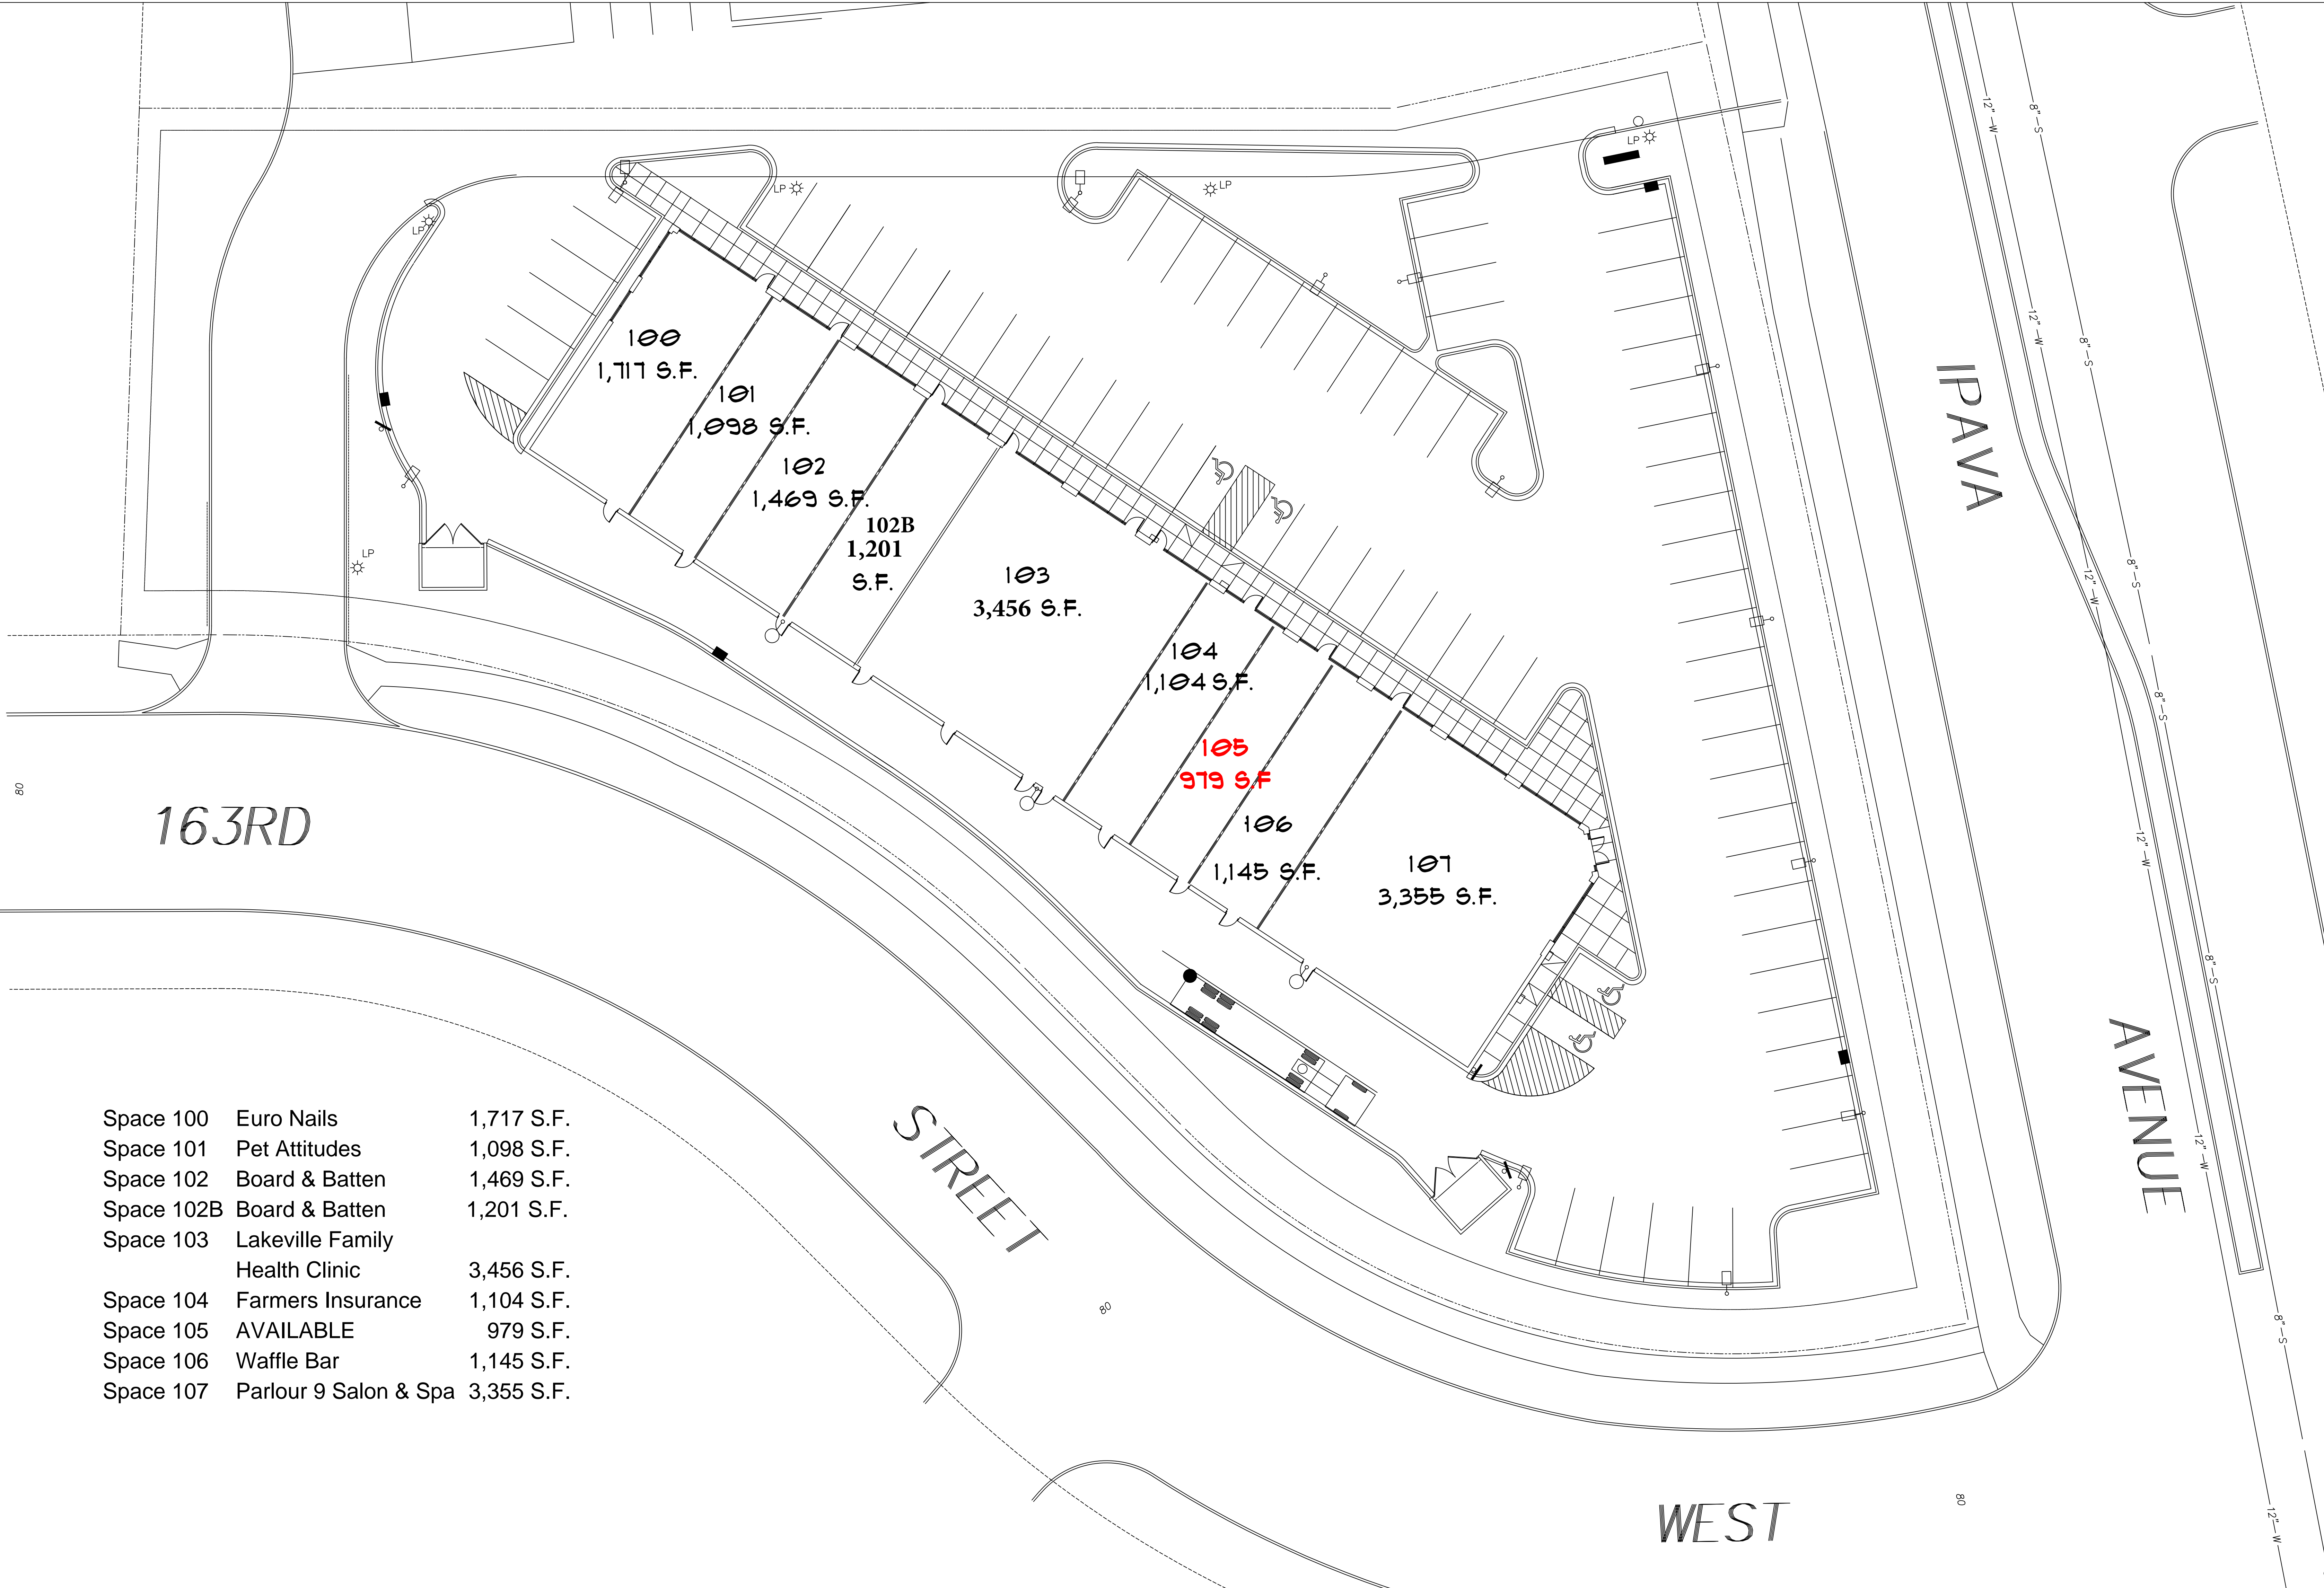 LP
LP
LP
LP
LP
12" W
8" S
12" W
8" S
12" W
8" S
8" S
12" W
8" S
12" W
8" S
12" W
IPAVA
AVENUE
100
1,717 S.F.
101
1,098 S.F.
102
1,469 S.F.
102B
1,201
S.F.
103
3,456 S.F.
104
1,104 S.F.
105
979 S.F
106
1,145 S.F.
107
3,355 S.F.
80
163RD
STREET
80
WEST
80
Space 100 Euro Nails 1,717 S.F.
Space 101 Pet Attitudes 1,098 S.F.
Space 102 Board & Batten 1,469 S.F.
Space 102B Board & Batten 1,201 S.F.
Space 103 Lakeville Family
Health Clinic 3,456 S.F.
Space 104 Farmers Insurance 1,104 S.F.
Space 105 AVAILABLE 979 S.F.
Space 106 Waffle Bar 1,145 S.F.
Space 107 Parlour 9 Salon & Spa 3,355 S.F.